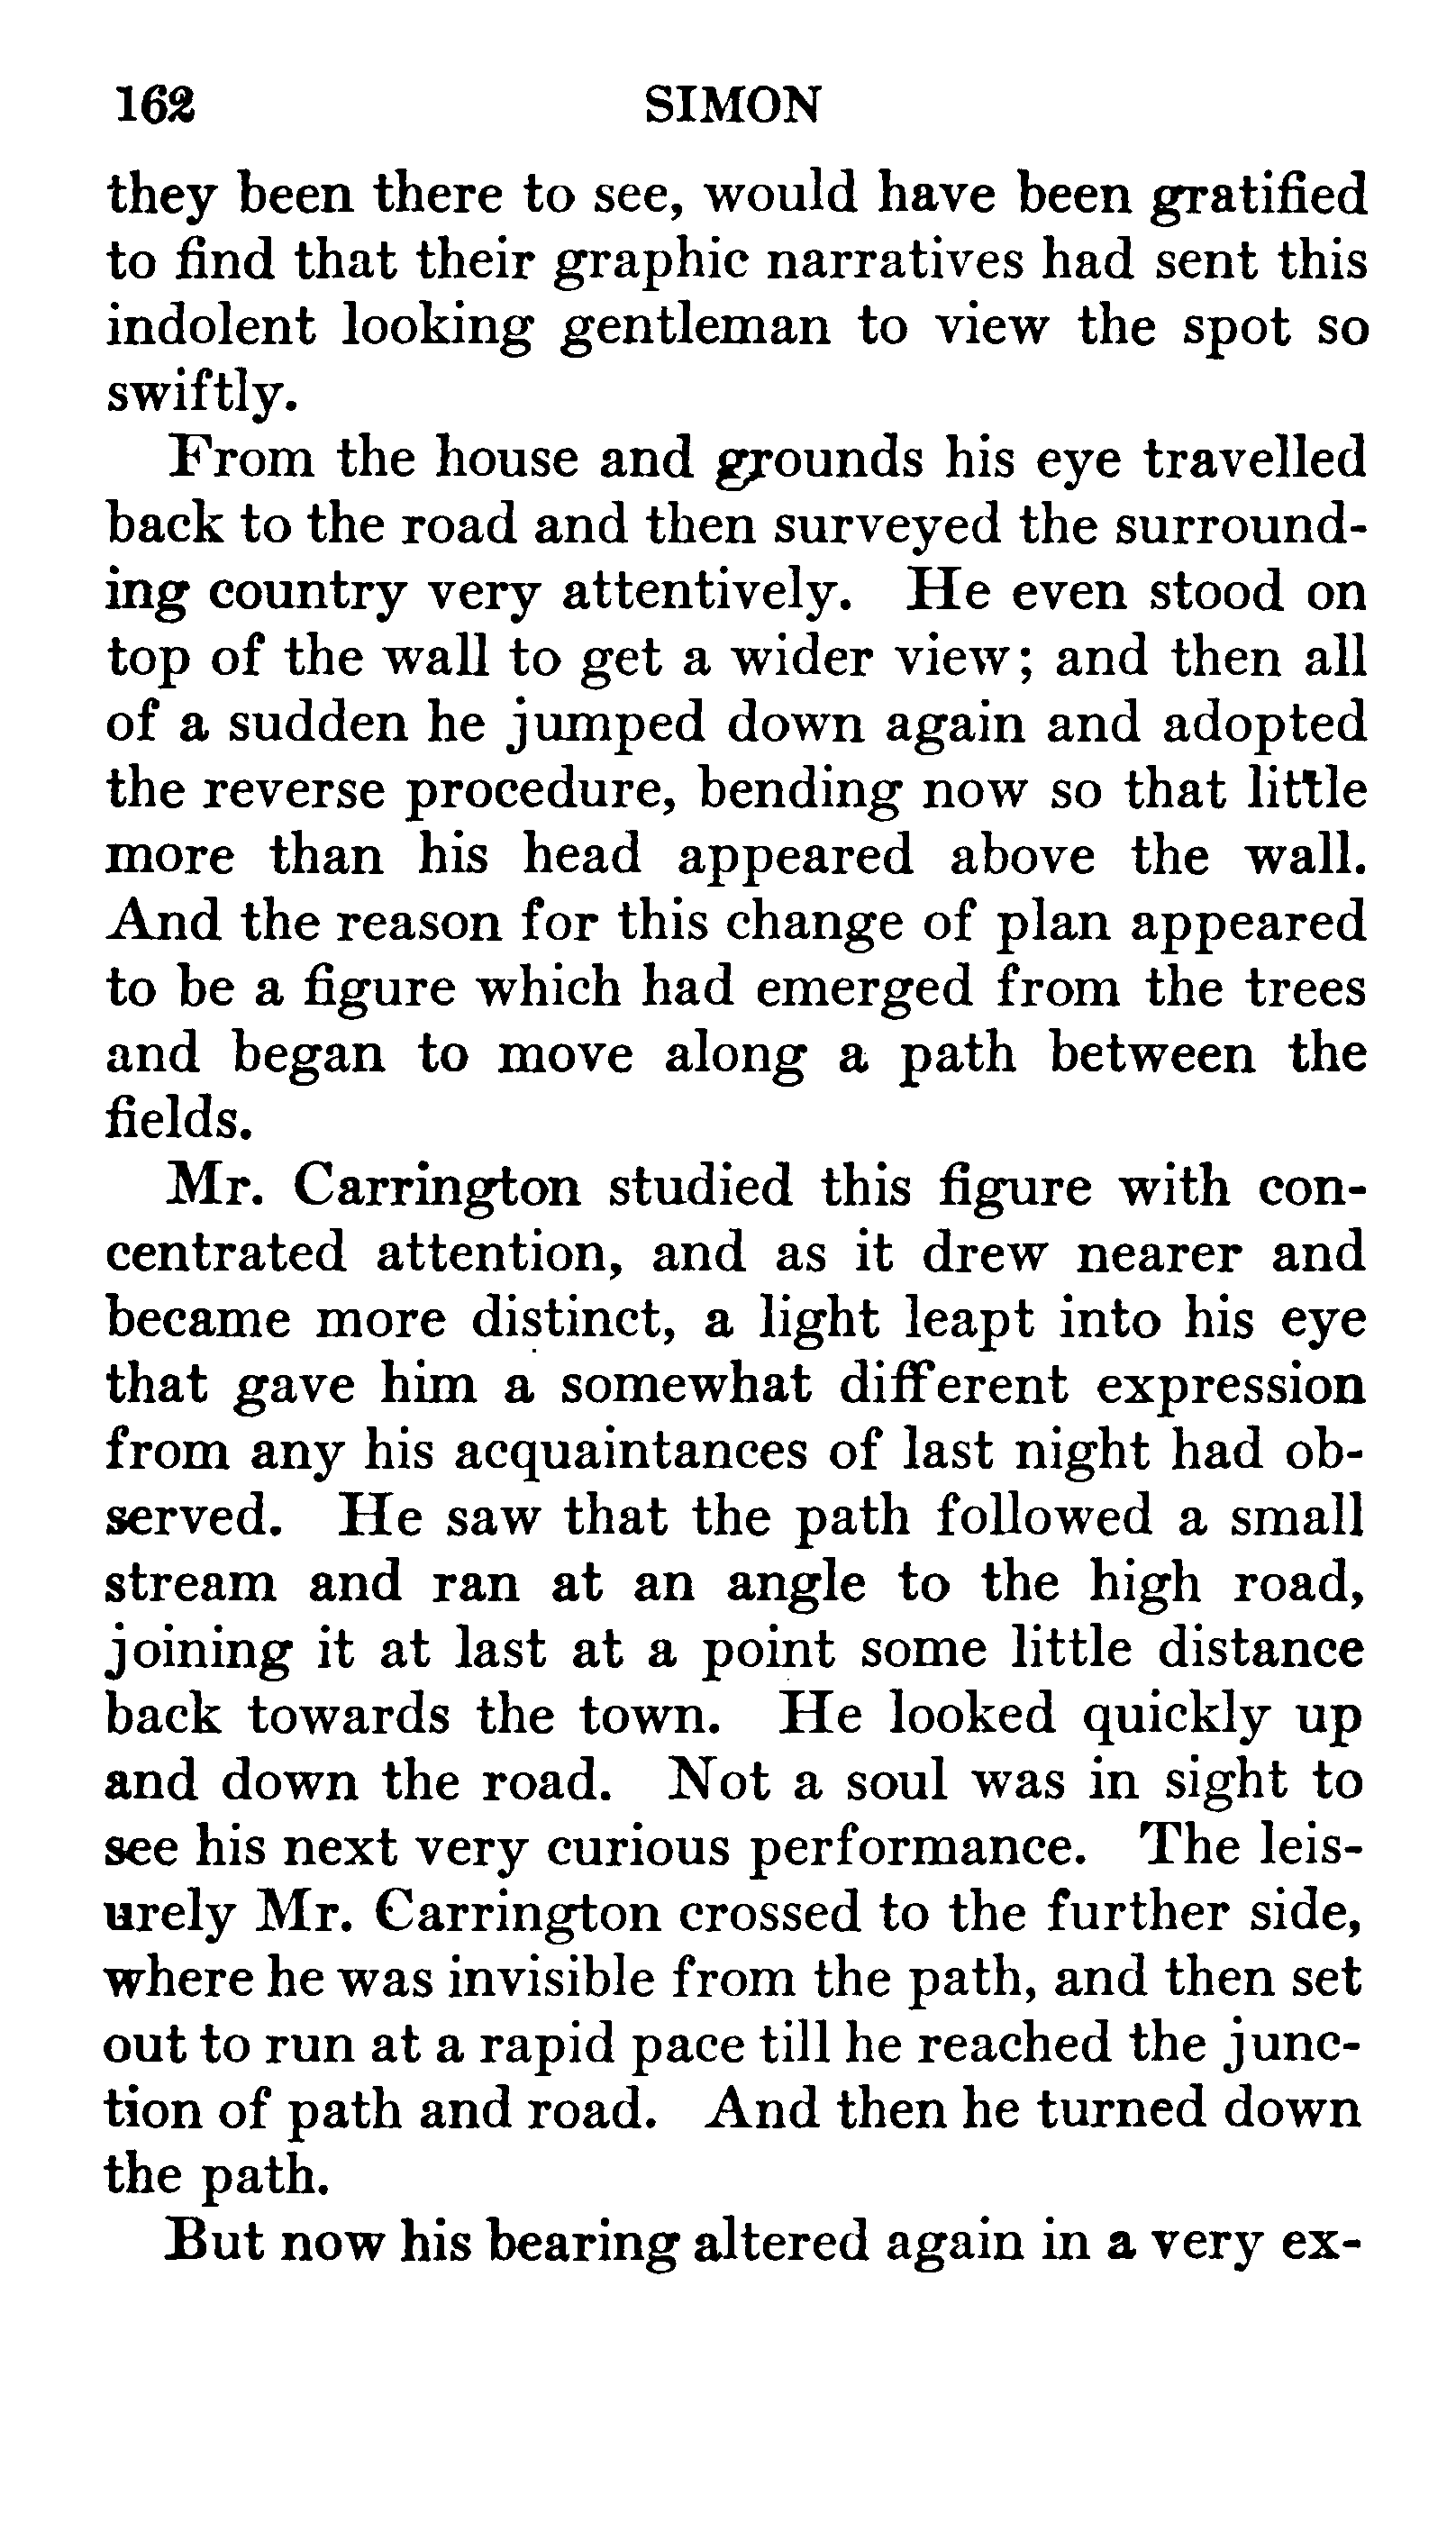 162 SIMON
they been there to see, would have been gratified
to find that their graphic narratives had sent this
indolent looking gentleman to view the spot so
swiftly.
From the house and grounds his eye travelled
back to the road and then surveyed the surround-
ing country very attentively. He even stood on
top of the wall to get a wider view; and then all
of a sudden he jumped down again and adopted
the reverse procedure, bending now so that little
more than his head appeared above the wall.
And the reason for this change of plan appeared
to be a figure which had emerged from the trees
and began to move along a path between the
fields.
Mr. Carrington studied this figure with con-
centrated attention, and as it drew nearer and
became more distinct, a light leapt into his eye
that gave him a somewhat different expression
from any his acquaintances of last night had ob-
served. He saw that the path followed a small
stream and ran at an angle to the high road,
joining it at last at a point some little distance
back towards the town. He looked quickly up
and down the road. Not a soul was in sight to
see his next very curious performance. The leis-
urely Mr. Carrington crossed to the further side,
where he was invisible from the path, and then set
out to run at a rapid pace till he reached the junc-
tion of path and road. And then he turned down
the path.
But now his bearing altered again in a very ex-